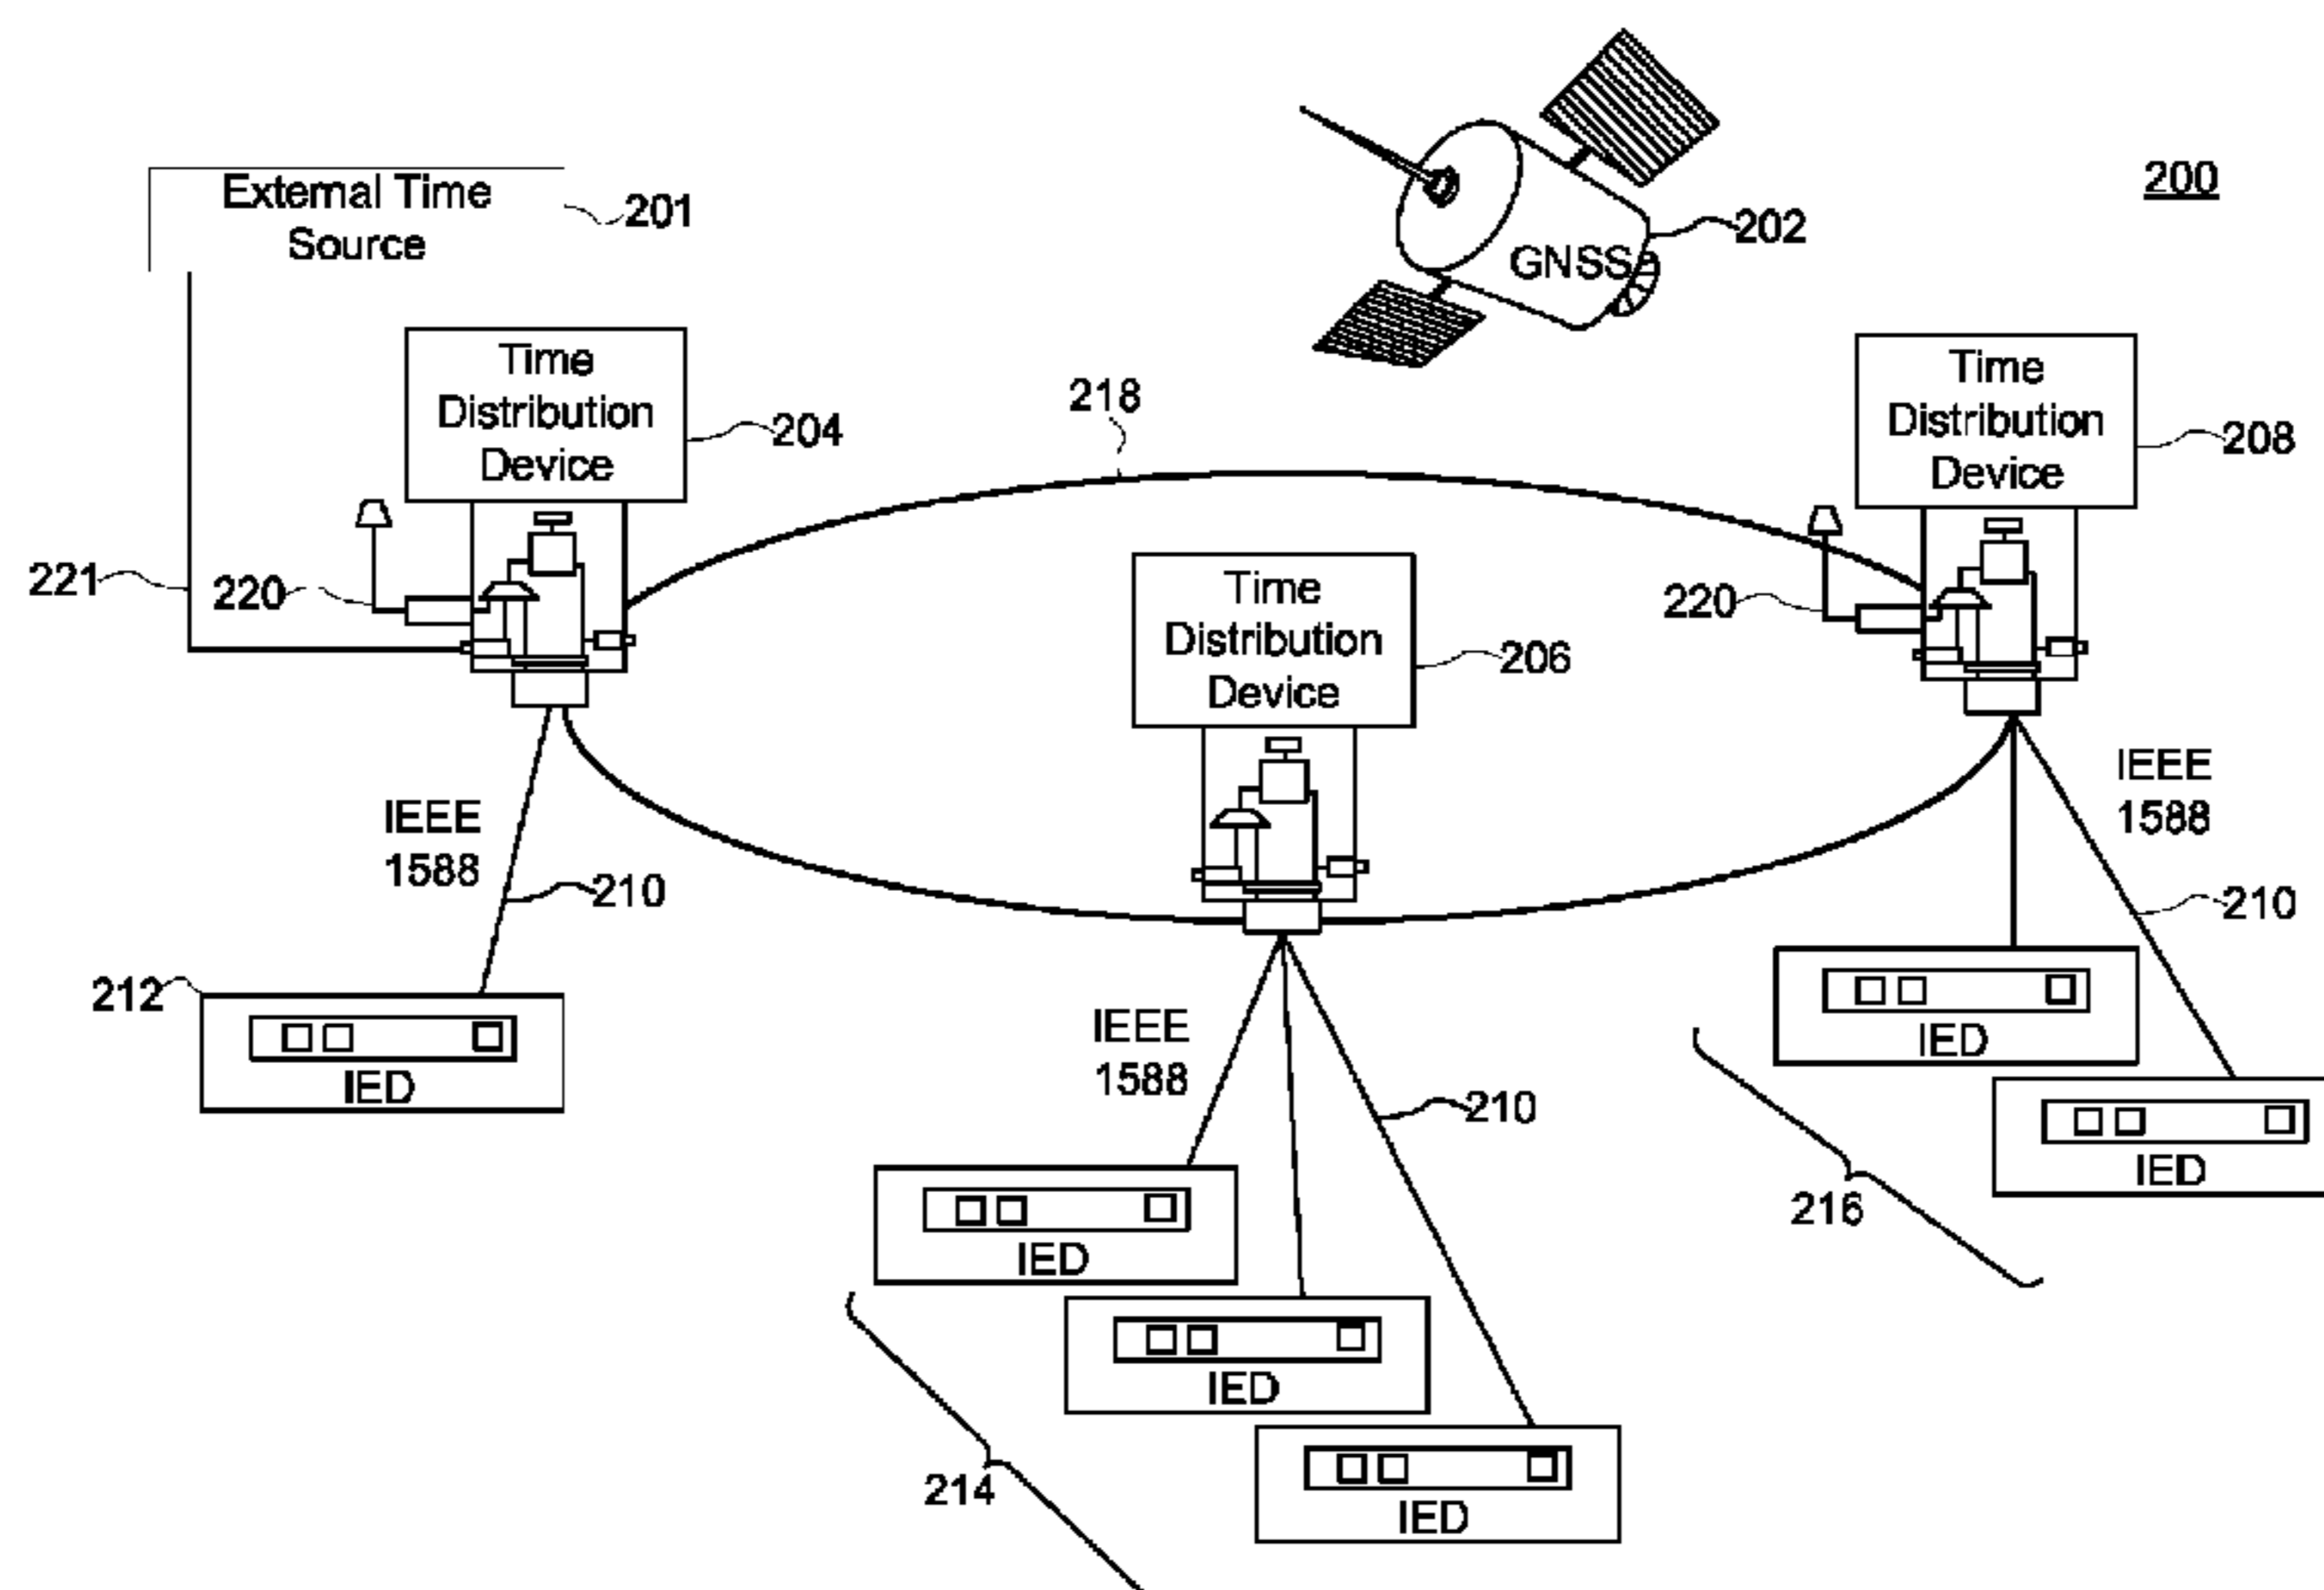 200
External Time
Source
201
202
GNSS
Time
Distribution
Device
204
218
Time
Distribution
Device
208
221
220
Time
Distribution
Device
206
220
IEEE
1588
210
IEEE
1588
210
212
IED
IEEE
1588
210
IED
IED
216
IED
IED
214
IED